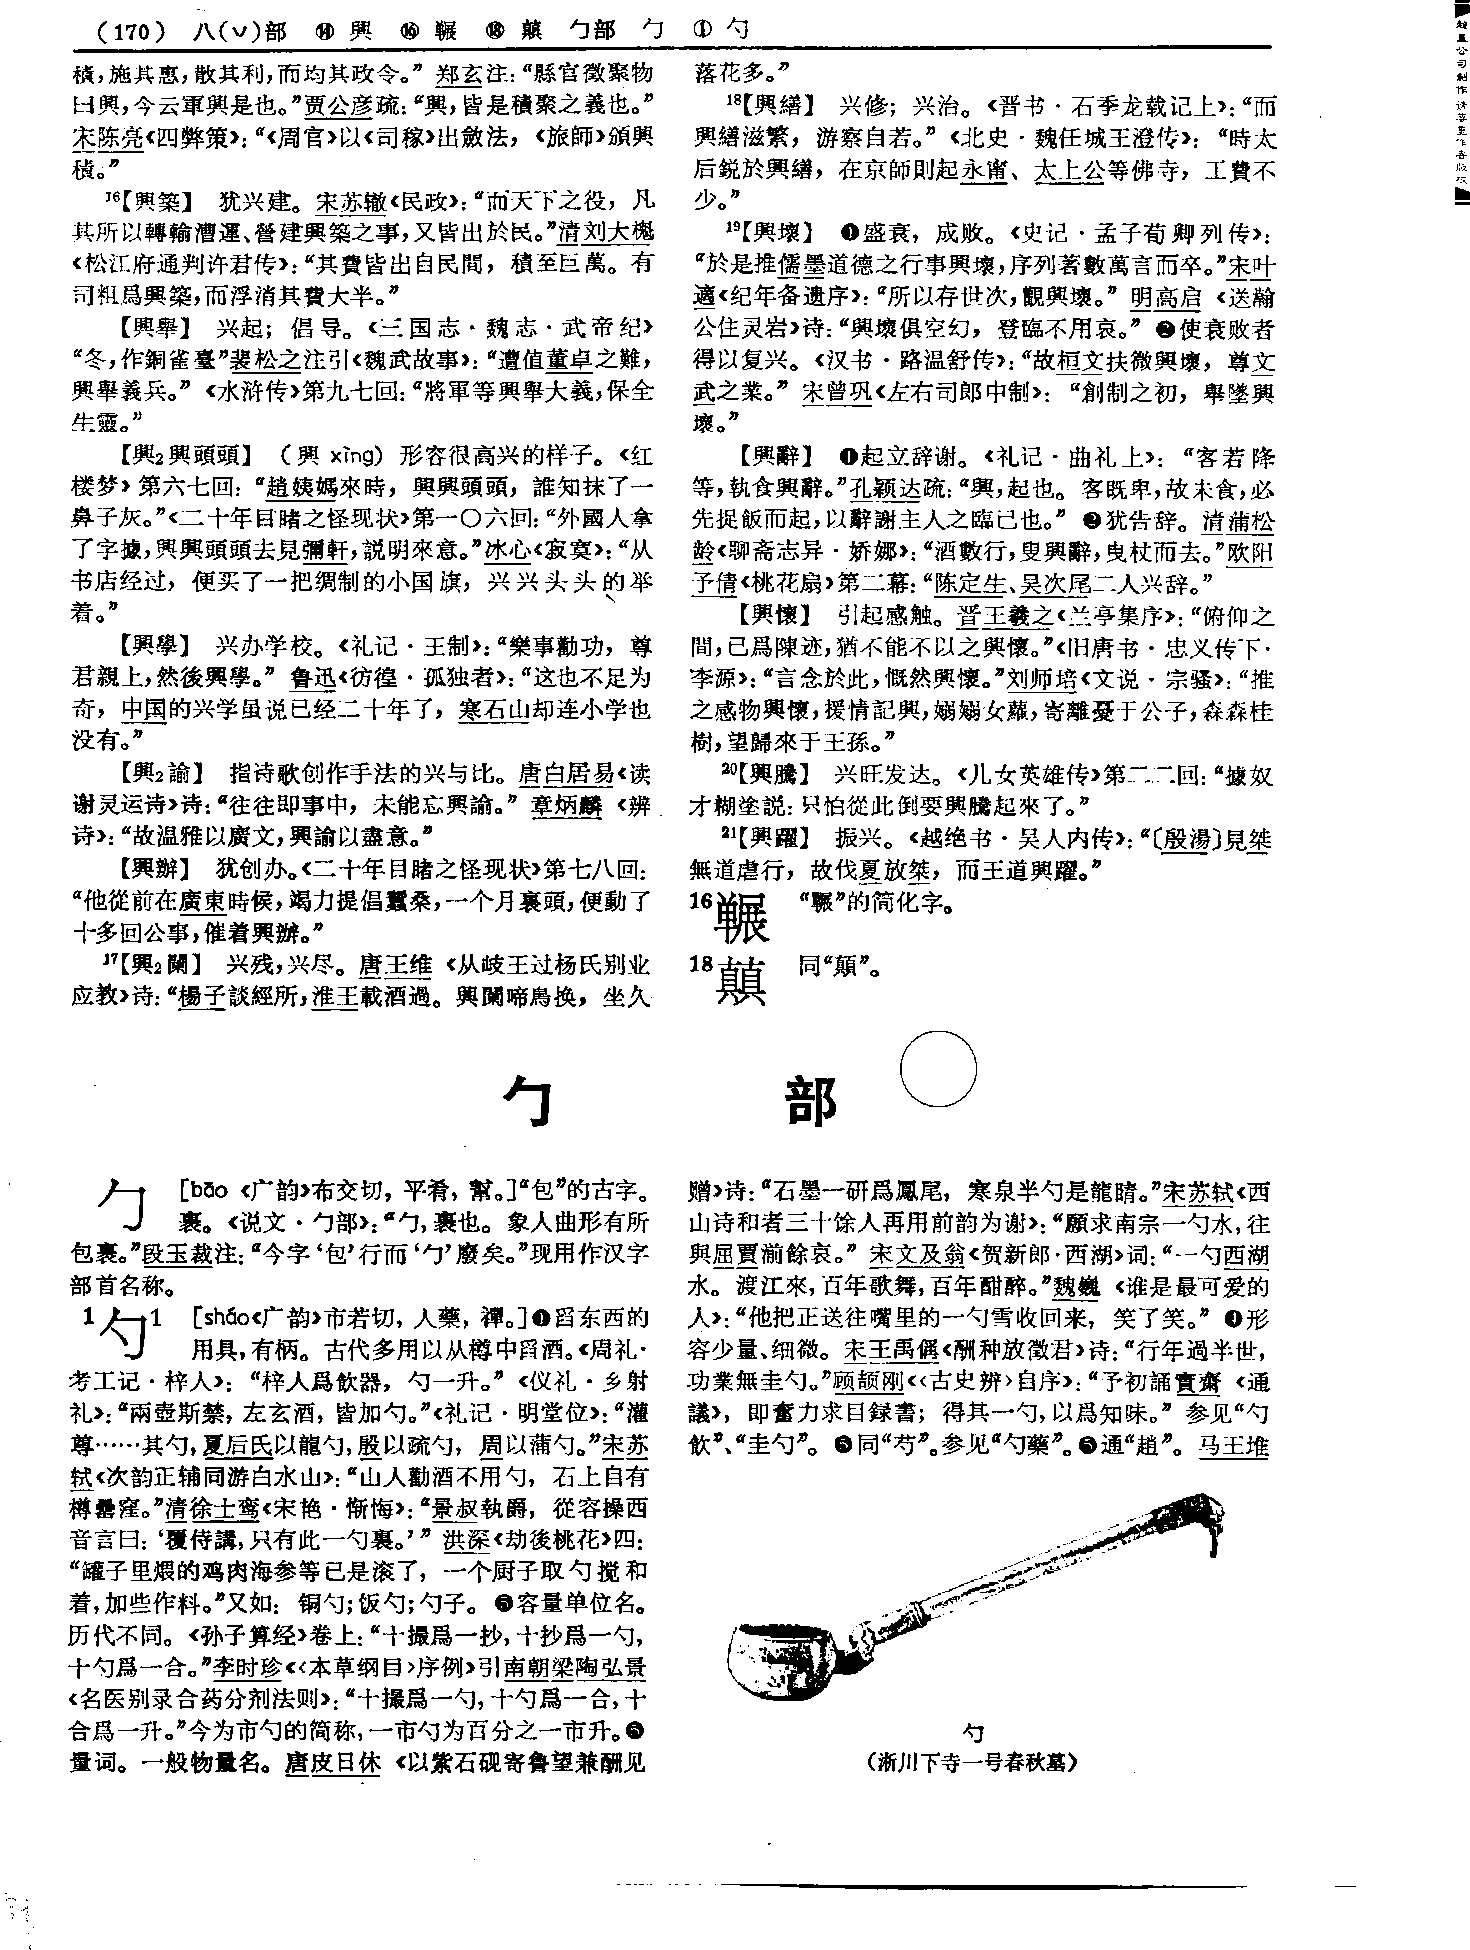 (170) 八(丷)部 ⑭ 興 ⑯ ⑱ 勹部 勹 ① 勺
積，施其惠，散其利，而均其政令。” 郑玄注：“縣官徵聚物
曰興，今云軍興是也。”贾公彦疏：“興，皆是積聚之義也。”
宋陈亮《四弊策》：“《周官》以《司稼》出斂法，《旅師》頒興
積。”
16【興築】 犹兴建。宋苏辙《民政》：“而天下之役，凡
其所以轉輸漕運、營建興築之事，又皆出於民。”清刘大櫆
《松江府通判许君传》：“其費皆出自民間，積至巨萬。有
司粗爲興築，而浮消其費大半。”
【興舉】 兴起；倡导。《三国志·魏志·武帝纪》
“冬，作銅雀臺”裴松之注引《魏武故事》：“遭值董卓之難，
興舉義兵。”《水浒传》第九七回：“將軍等興舉大義，保全
生靈。”
【興2興頭頭】 （興 xìng）形容很高兴的样子。《红
楼梦》第六七回：“趙姨媽來時，興興頭頭，誰知抹了一
鼻子灰。”《二十年目睹之怪现状》第一〇六回：“外國人拿
了字據，興興頭頭去見彌軒，説明來意。”冰心《寂寞》：“从
书店经过，便买了一把绸制的小国旗，兴兴头头的举
着。”
【興學】 兴办学校。《礼记·王制》：“樂事勸功，尊
君親上，然後興學。” 鲁迅《彷徨·孤独者》：“这也不足为
奇，中国的兴学虽说已经二十年了，寒石山却连小学也
没有。”
【興2諭】 指诗歌创作手法的兴与比。唐白居易《读
谢灵运诗》诗：“往往即事中，未能忘興諭。” 章炳麟《辨
诗》：“故温雅以廣文，興諭以盡意。”
【興辦】 犹创办。《二十年目睹之怪现状》第七八回：
“他從前在廣東時候，竭力提倡蠶桑，一个月裏頭，便動了
十多回公事，催着興辦。”
17【興2闌】 兴残，兴尽。唐王维《从岐王过杨氏别业
应教》诗：“楊子談經所，淮王載酒過。興闌啼鳥换，坐久
落花多。”
18【興繕】 兴修；兴治。《晋书·石季龙载记上》：“而
興繕滋繁，游察自若。”《北史·魏任城王澄传》：“時太
后鋭於興繕，在京師則起永甯、太上公等佛寺，工費不
少。”
19【興壞】 ❶盛衰，成败。《史记·孟子荀卿列传》：
“於是推儒墨道德之行事興壞，序列著數萬言而卒。”宋叶
適《纪年备遗序》：“所以存世次，觀興壞。” 明高启《送瀚
公住灵岩》诗：“興壞俱空幻，登臨不用哀。” ❷使衰败者
得以复兴。《汉书·路温舒传》：“故桓文扶微興壞，尊文
武之業。” 宋曾巩《左右司郎中制》：“創制之初，舉墜興
壞。”
【興辭】 ❶起立辞谢。《礼记·曲礼上》：“客若降
等，執食興辭。”孔颖达疏：“興，起也。客既卑，故未食，必
先捉飯而起，以辭謝主人之臨己也。” ❷犹告辞。清蒲松
龄《聊斋志异·娇娜》：“酒數行，叟興辭，曳杖而去。”欧阳
予倩《桃花扇》第二幕：“陈定生、吴次尾二人兴辞。”
【興懷】 引起感触。晋王羲之《兰亭集序》：“俯仰之
間，已爲陳迹，猶不能不以之興懷。”《旧唐书·忠义传下·
李源》：“言念於此，慨然興懷。”刘师培《文说·宗骚》：“推
之感物興懷，援情記興，嫋嫋女蘿，寄離憂于公子，森森桂
樹，望歸來于王孫。”
20【興騰】 兴旺发达。《儿女英雄传》第二二回：“據奴
才糊塗説：只怕從此倒要興騰起來了。”
21【興躍】 振兴。《越绝书·吴人内传》：“〔殷湯〕見桀
無道虐行，故伐夏放桀，而王道興躍。”
16 “囅”的简化字。
18 同“顛”。
勹 部
勹 [bāo《广韵》布交切，平肴，幫。]“包”的古字。
裹。《说文·勹部》：“勹，裹也。象人曲形有所
包裹。”段玉裁注：“今字‘包’行而‘勹’廢矣。”现用作汉字
部首名称。
1勺1 [sháo《广韵》市若切，入藥，禪。]❶舀东西的
用具，有柄。古代多用以从樽中舀酒。《周礼·
考工记·梓人》：“梓人爲飲器，勺一升。”《仪礼·乡射
礼》：“兩壺斯禁，左玄酒，皆加勺。”《礼记·明堂位》：“灌
尊……其勺，夏后氏以龍勺，殷以疏勺，周以蒲勺。”宋苏
轼《次韵正辅同游白水山》：“山人勸酒不用勺，石上自有
樽罍窪。”清徐士鸾《宋艳·惭悔》：“景叔執爵，從容操西
音言曰：‘覆侍講，只有此一勺裏。’” 洪深《劫後桃花》四：
“罐子里煨的鸡肉海参等已是滚了，一个厨子取勺搅和
着，加些作料。”又如：铜勺；饭勺；勺子。 ❷容量单位名。
历代不同。《孙子算经》卷上：“十撮爲一抄，十抄爲一勺，
十勺爲一合。”李时珍《〈本草纲目〉序例》引南朝梁陶弘景
《名医别录合药分剂法则》：“十撮爲一勺，十勺爲一合，十
合爲一升。”今为市勺的简称，一市勺为百分之一市升。❸
量词。一般物量名。唐皮日休《以紫石砚寄鲁望兼酬见
赠》诗：“石墨一研爲鳳尾，寒泉半勺是龍睛。”宋苏轼《西
山诗和者三十馀人再用前韵为谢》：“願求南宗一勺水，往
與屈賈湔餘哀。” 宋文及翁《贺新郎·西湖》词：“一勺西湖
水。渡江來，百年歌舞，百年酣醉。”魏巍《谁是最可爱的
人》：“他把正送往嘴里的一勺雪收回来，笑了笑。” ❹形
容少量、细微。宋王禹偁《酬种放徵君》诗：“行年過半世，
功業無圭勺。”顾颉刚《〈古史辨〉自序》：“予初誦實齋《通
議》，即奮力求目録書；得其一勺，以爲知味。” 参见“勺
飲”、“圭勺”。 ❺同“芍”。参见“勺藥”。❻通“趙”。 马王堆
勺
（淅川下寺一号春秋墓）